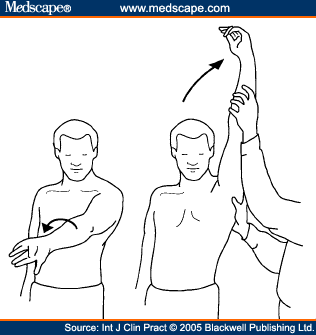 Medscape® www.medscape.com
Source: Int J Clin Pract © 2005 Blackwell Publishing Ltd.